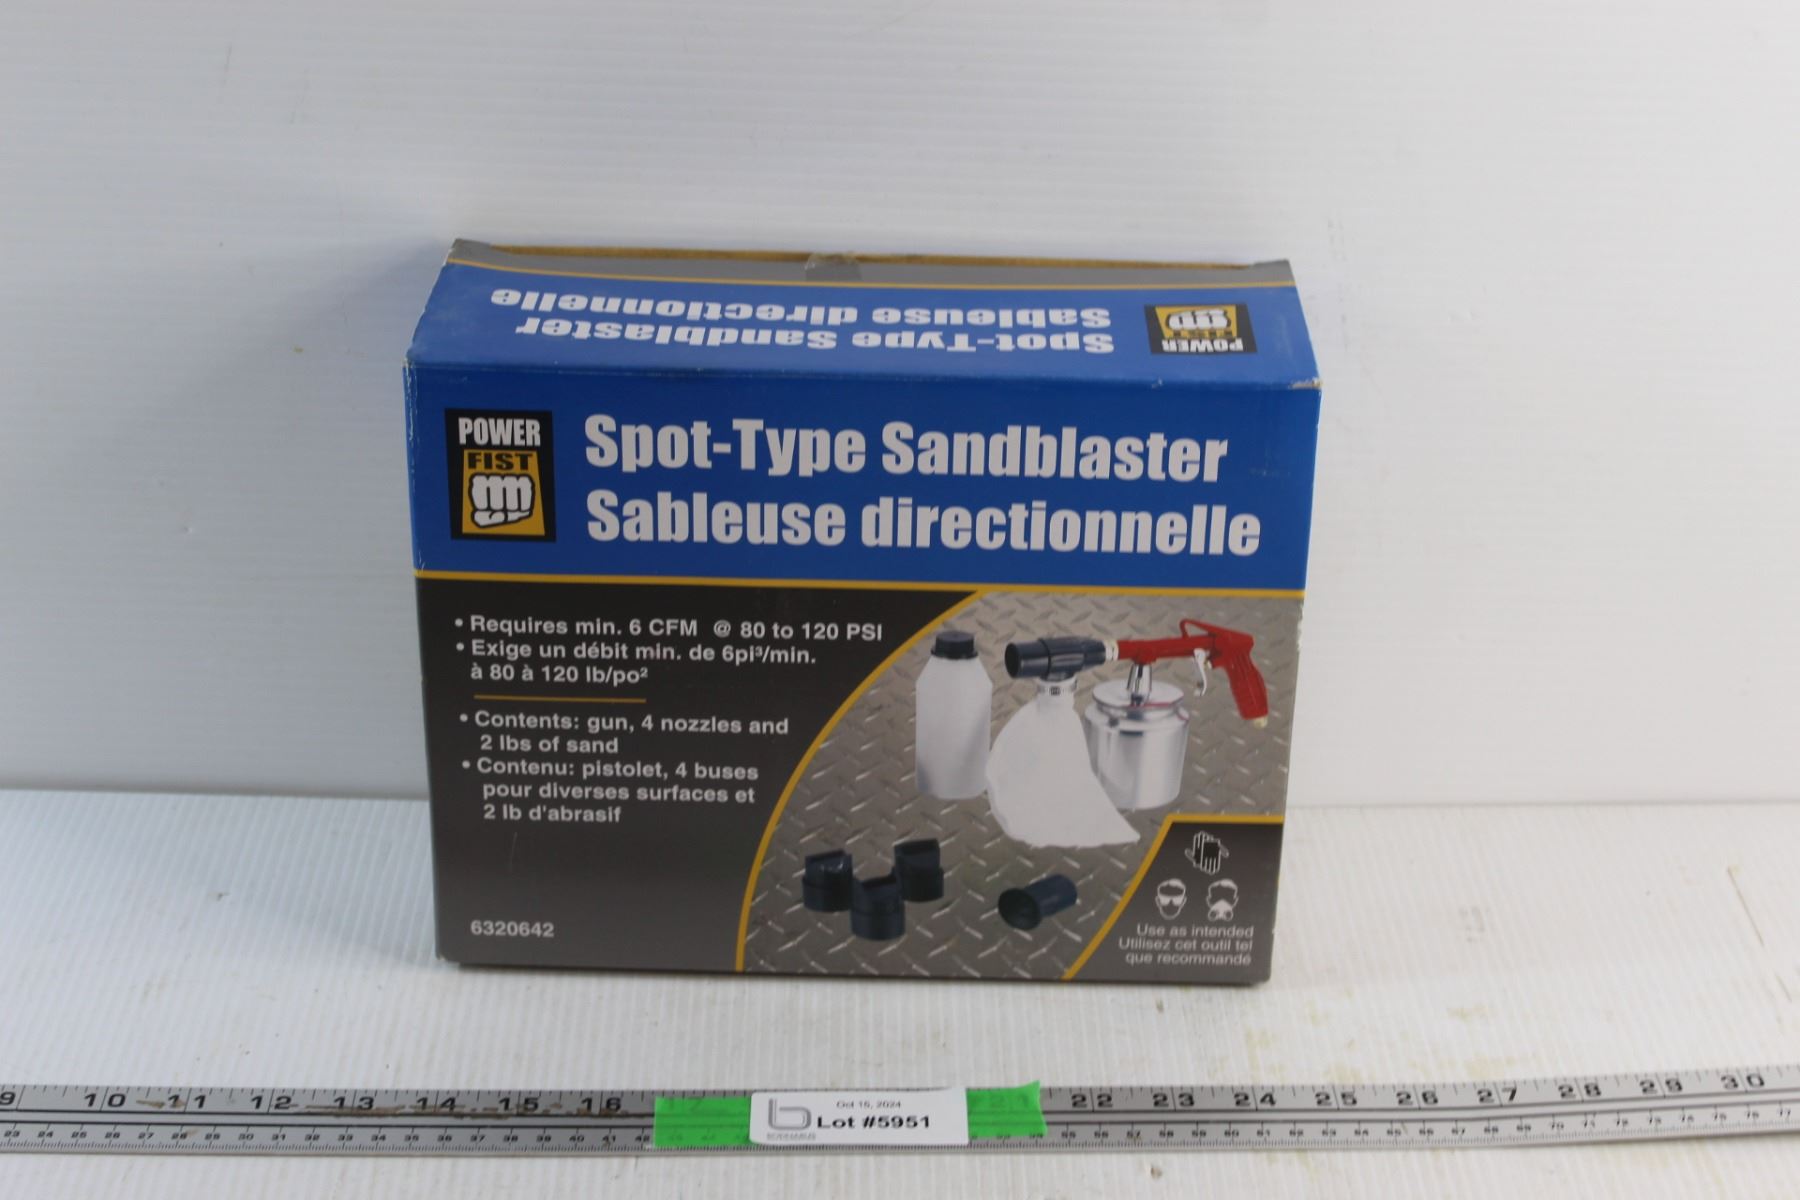 Spot-Type Sandblaster
Sableuse directionnelle
POWER
FIST
POWER
FIST
Spot-Type Sandblaster
Sableuse directionnelle
• Requires min. 6 CFM @ 80 to 120 PSI
• Exige un débit min. de 6pi³/min.
à 80 à 120 lb/po²
• Contents: gun, 4 nozzles and
2 lbs of sand
• Contenu: pistolet, 4 buses
pour diverses surfaces et
2 lb d'abrasif
6320642
Use as intended
Utilisez cet outil tel
que recommandé
9 10 11 12 13 14 15 16 17 22 23 24 25 26 27 28 29 30
Oct 15, 2024
Lot #5951